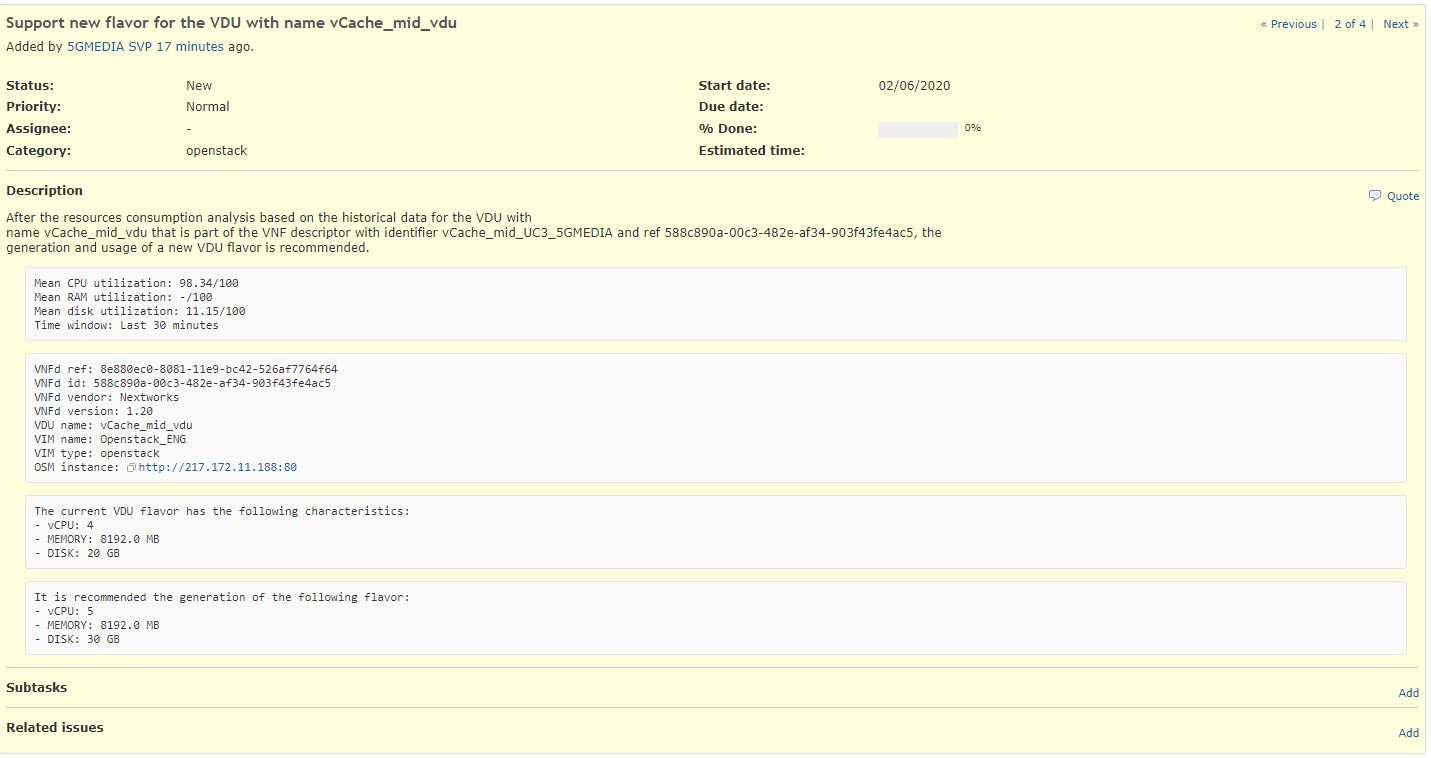 Support new flavor for the VDU with name vCache_mid_vdu
« Previous | 2 of 4 | Next »
Added by 5GMEDIA SVP 17 minutes ago.
Status: New Start date: 02/06/2020
Priority: Normal Due date:
Assignee: - % Done: 0%
Category: openstack Estimated time:
Description
Quote
After the resources consumption analysis based on the historical data for the VDU with
name vCache_mid_vdu that is part of the VNF descriptor with identifier vCache_mid_UC3_5GMEDIA and ref 588c890a-00c3-482e-af34-903f43fe4ac5, the
generation and usage of a new VDU flavor is recommended.
Mean CPU utilization: 98.34/100
Mean RAM utilization: -/100
Mean disk utilization: 11.15/100
Time window: Last 30 minutes
VNFd ref: 8e880ec0-8081-11e9-bc42-526af7764f64
VNFd id: 588c890a-00c3-482e-af34-903f43fe4ac5
VNFd vendor: Nextworks
VNFd version: 1.20
VDU name: vCache_mid_vdu
VIM name: Openstack_ENG
VIM type: openstack
OSM instance: http://217.172.11.188:80
The current VDU flavor has the following characteristics:
- vCPU: 4
- MEMORY: 8192.0 MB
- DISK: 20 GB
It is recommended the generation of the following flavor:
- vCPU: 5
- MEMORY: 8192.0 MB
- DISK: 30 GB
Subtasks
Add
Related issues
Add